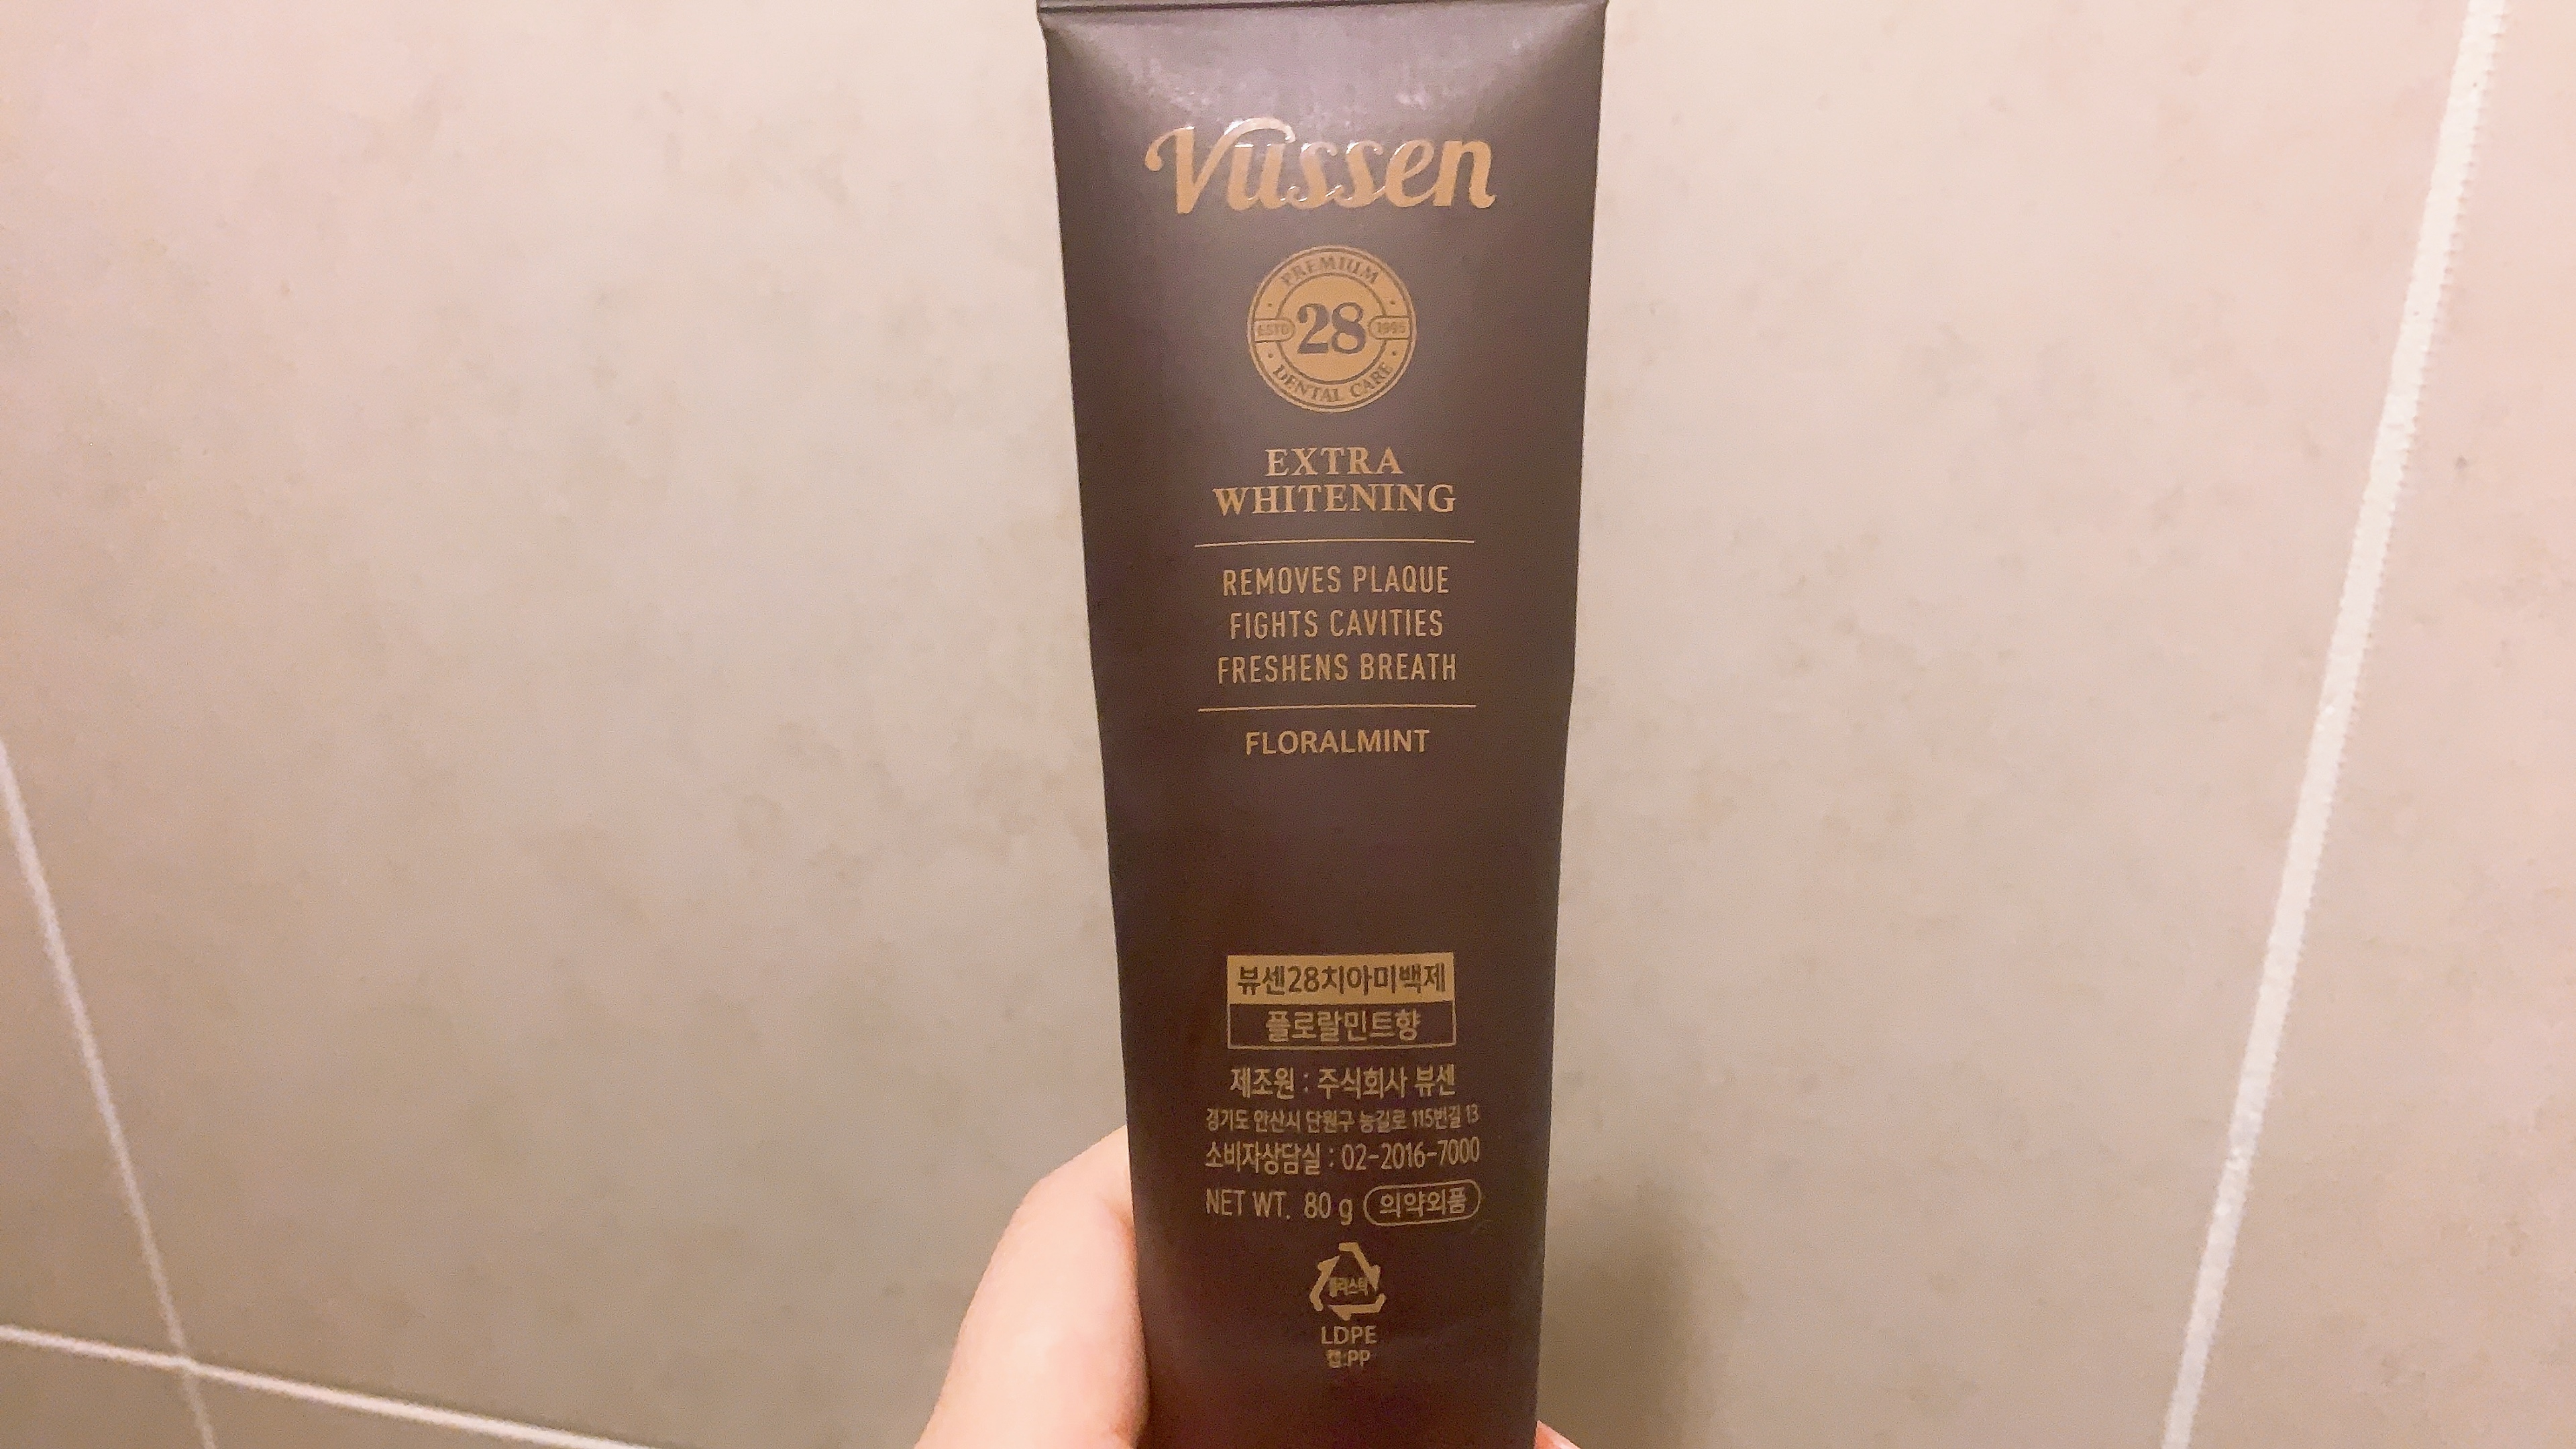 Vussen
PREMIUM
ESTD 28 1995
DENTAL CARE
EXTRA
WHITENING
REMOVES PLAQUE
FIGHTS CAVITIES
FRESHENS BREATH
FLORALMINT
뷰센28치아미백제
플로랄민트향
제조원 : 주식회사 뷰센
경기도 안산시 단원구 능길로 115번길 13
소비자상담실 : 02-2016-7000
NET WT. 80 g 의약외품
플라스틱
LDPE
캡:PP